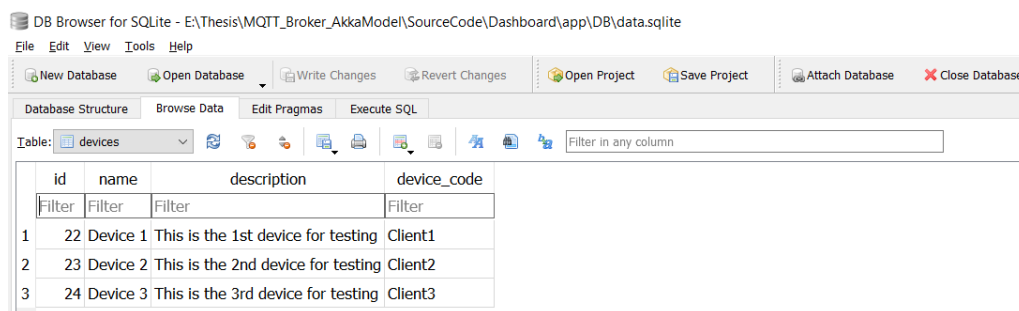 DB Browser for SQLite - E:\Thesis\MQTT_Broker_AkkaModel\SourceCode\Dashboard\app\DB\data.sqlite
File Edit View Tools Help
New Database Open Database Write Changes Revert Changes Open Project Save Project Attach Database Close Database
Database Structure Browse Data Edit Pragmas Execute SQL
Table: devices Filter in any column
id name description device_code
Filter Filter Filter Filter
1 22 Device 1 This is the 1st device for testing Client1
2 23 Device 2 This is the 2nd device for testing Client2
3 24 Device 3 This is the 3rd device for testing Client3